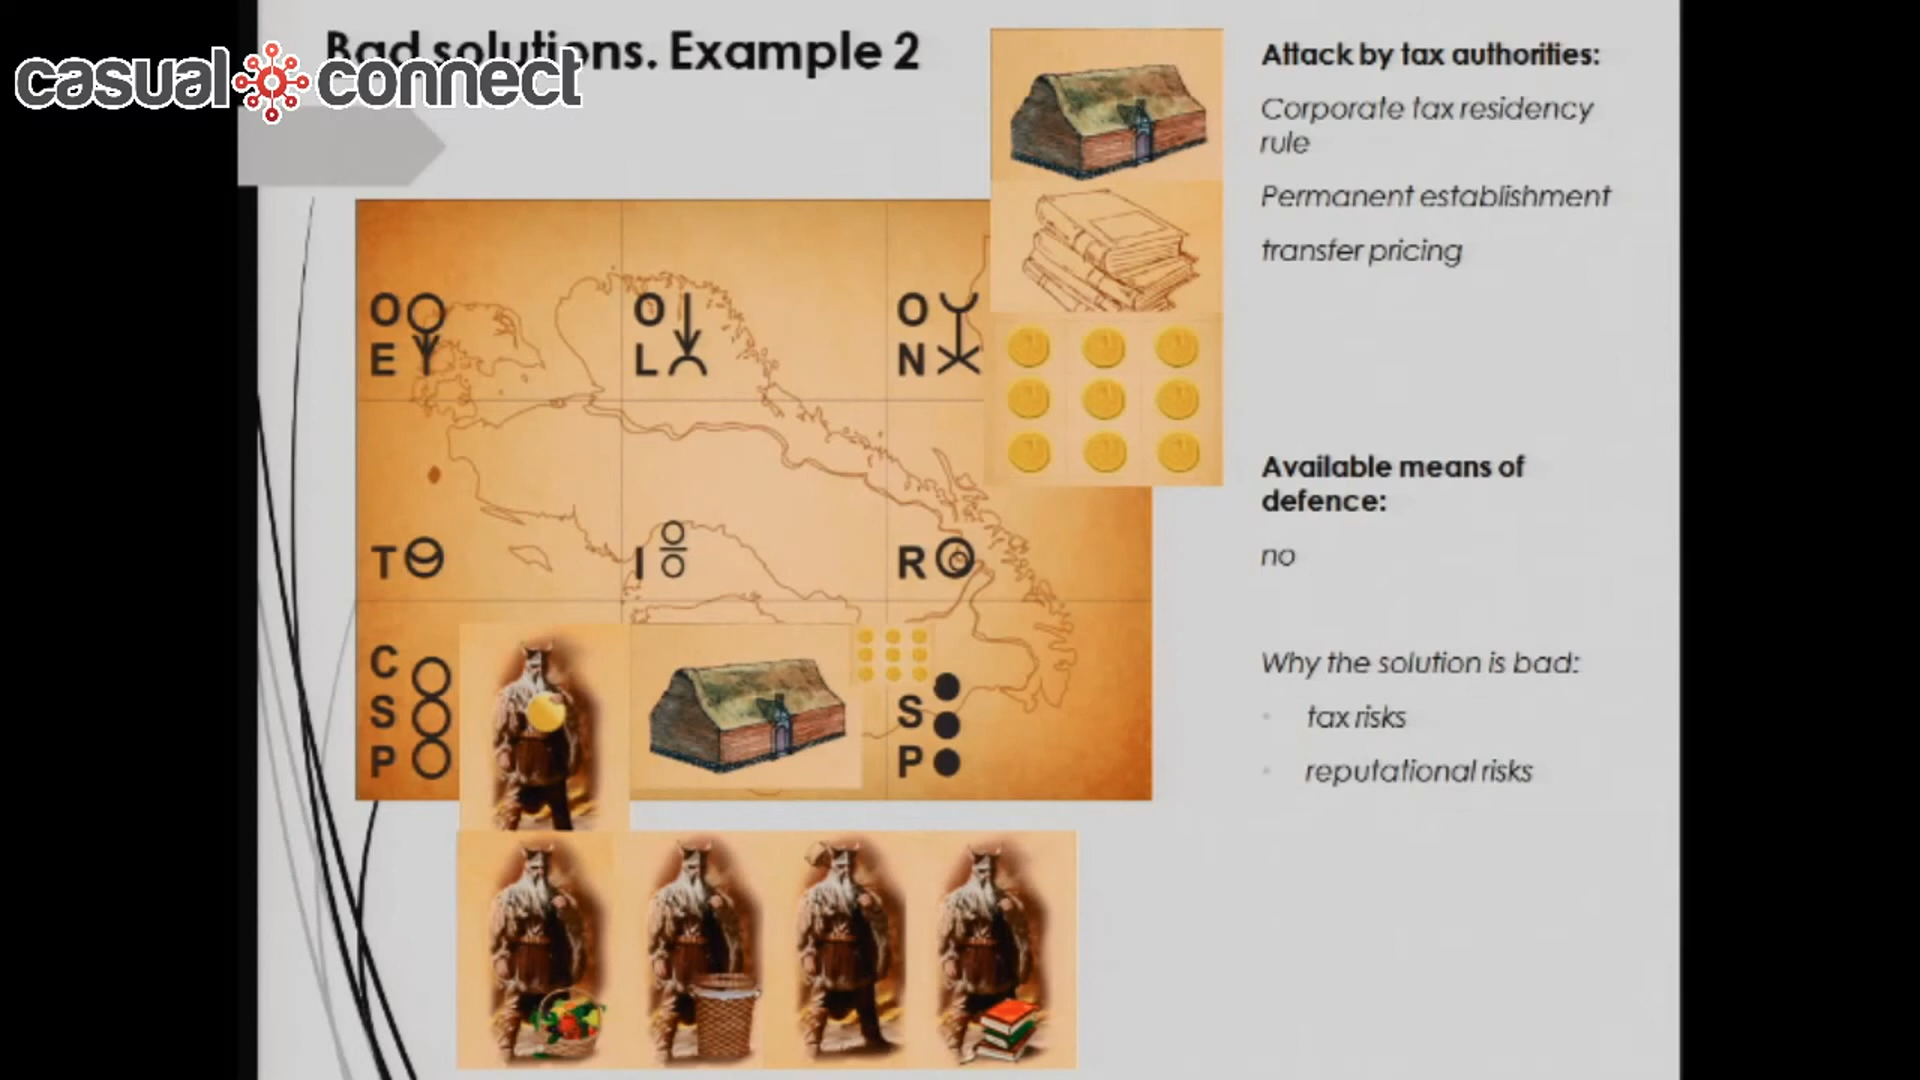 Bad solutions. Example 2
casual connect
Attack by tax authorities:
Corporate tax residency
rule
Permanent establishment
transfer pricing
O
E
O
L
O
N
T
I
R
C
S
P
S
P
Available means of
defence:
no
Why the solution is bad:
tax risks
reputational risks